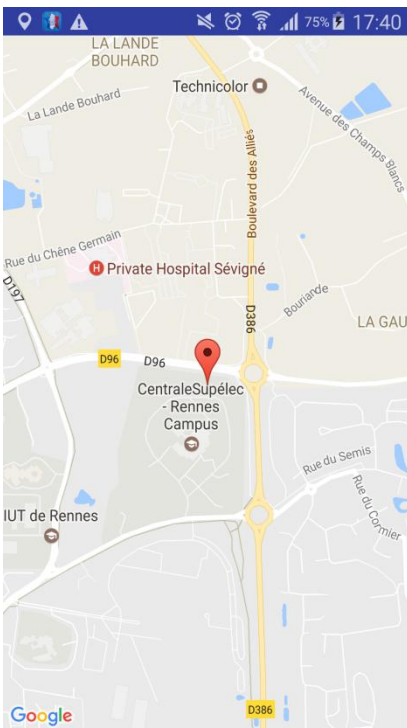 75% 17:40
LA LANDE
BOUHARD
Technicolor
La Lande Bouhard
Avenue des Champs Blancs
Boulevard des Alliés
Rue du Chêne Germain
H Private Hospital Sévigné
D197
Bouriande
D386
LA GAU
D96
D96
CentraleSupélec
- Rennes
Campus
Rue du Semis
Rue du Cormier
IUT de Rennes
D386
Google